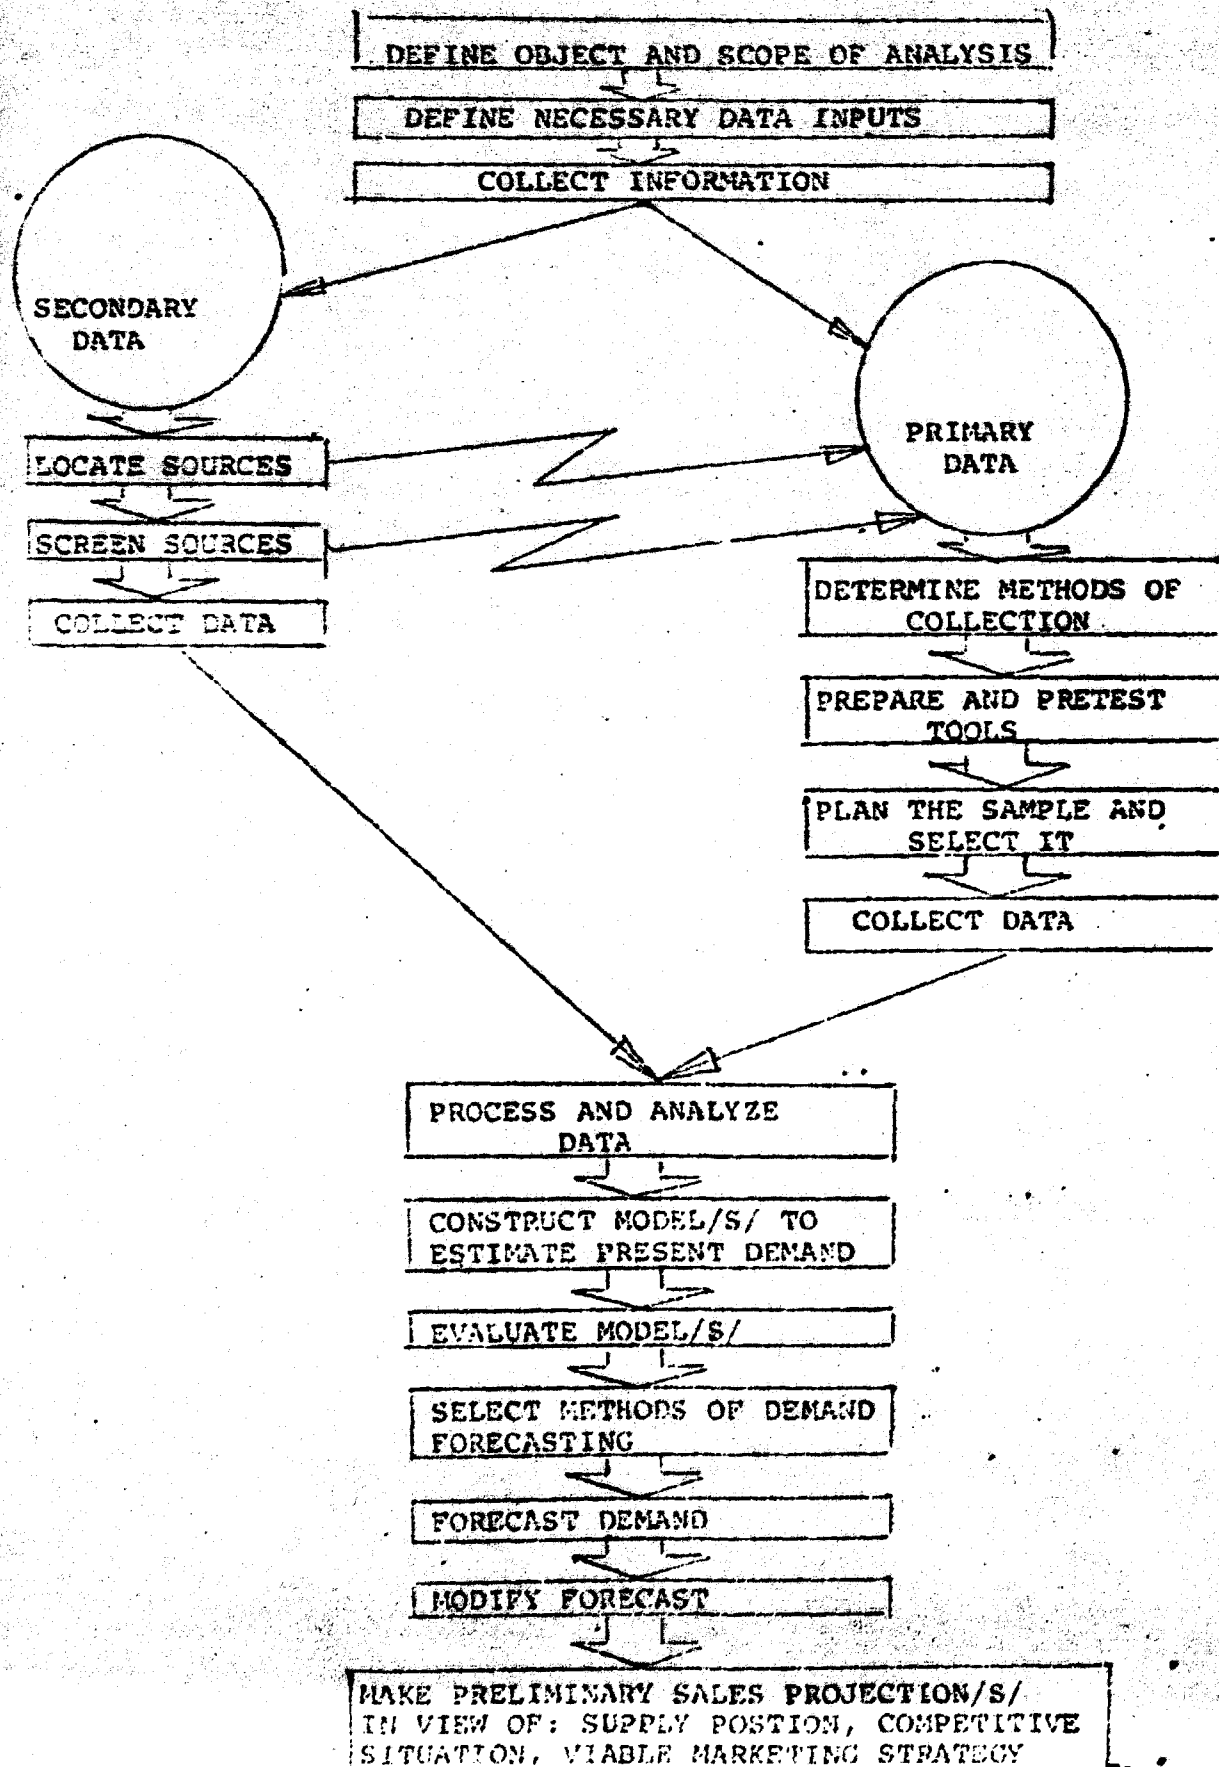 DEFINE OBJECT AND SCOPE OF ANALYSIS
DEFINE NECESSARY DATA INPUTS
COLLECT INFORMATION
SECONDARY
DATA
LOCATE SOURCES
SCREEN SOURCES
COLLECT DATA
PRIMARY
DATA
DETERMINE METHODS OF
COLLECTION
PREPARE AND PRETEST
TOOLS
PLAN THE SAMPLE AND
SELECT IT
COLLECT DATA
PROCESS AND ANALYZE
DATA
CONSTRUCT MODEL/S/ TO
ESTIMATE PRESENT DEMAND
EVALUATE MODEL/S/
SELECT METHODS OF DEMAND
FORECASTING
FORECAST DEMAND
MODIFY FORECAST
MAKE PRELIMINARY SALES PROJECTION/S/
IN VIEW OF: SUPPLY POSTION, COMPETITIVE
SITUATION, VIABLE MARKETING STRATEGY